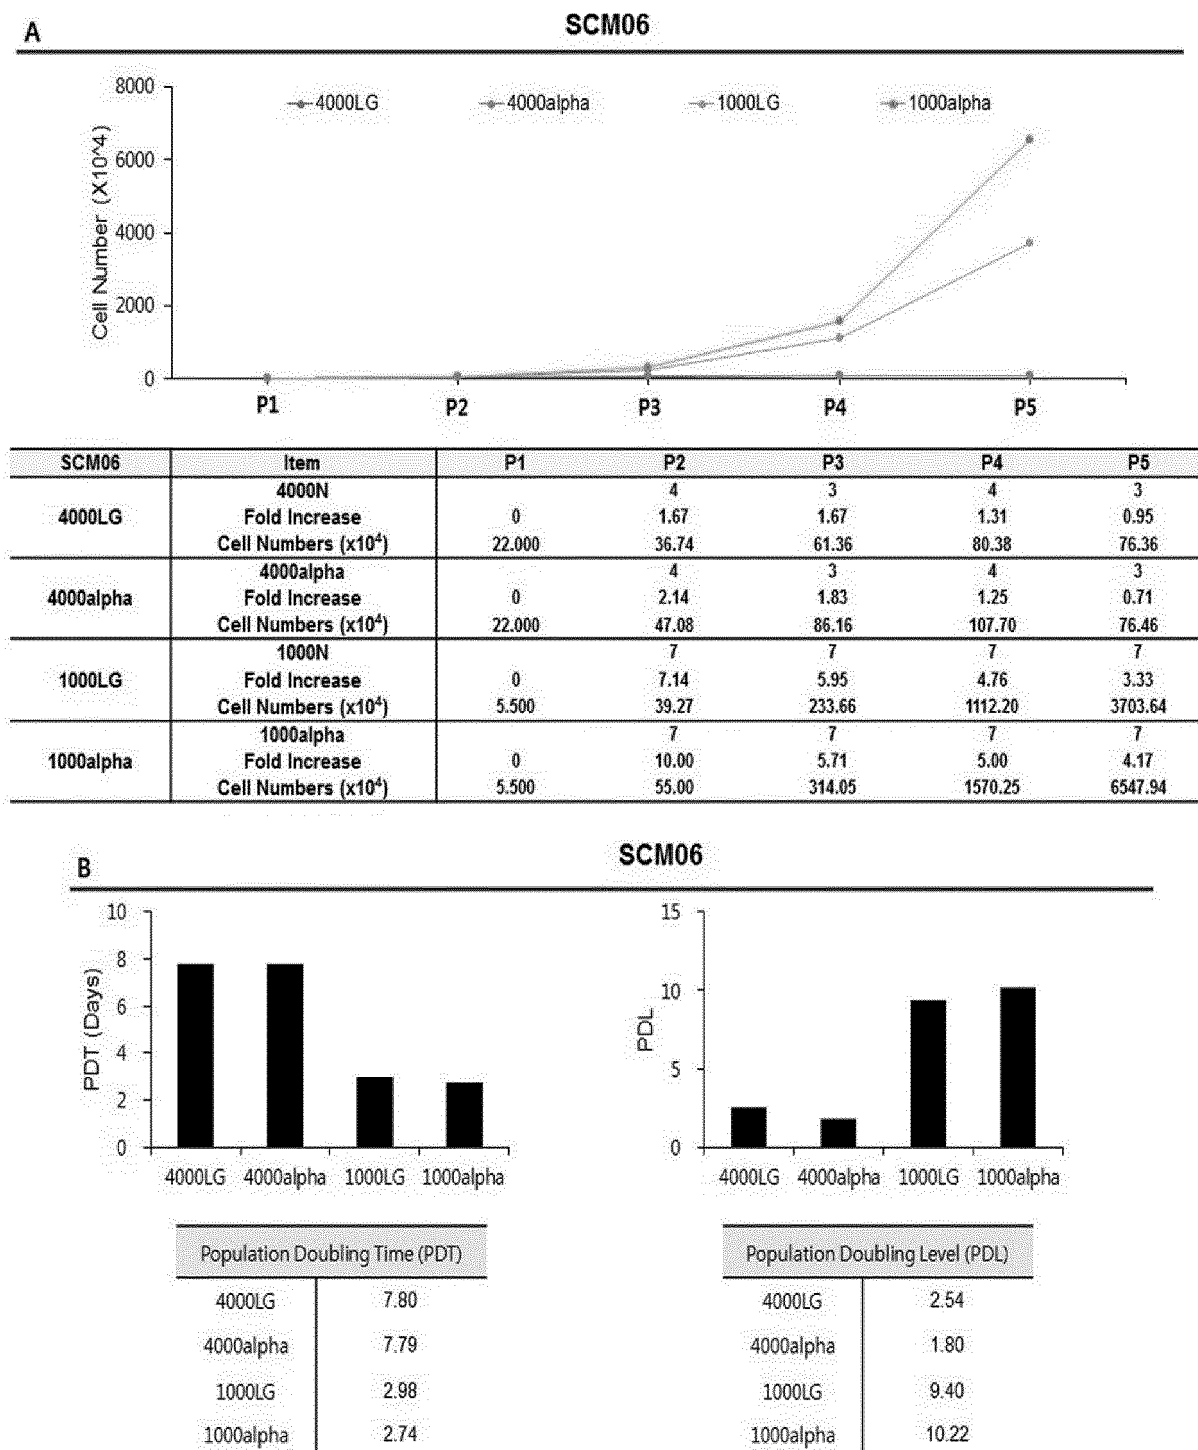 A
SCM06
8000
6000
4000
2000
0
Cell Number (X10^4)
4000LG 4000alpha 1000LG 1000alpha
P1 P2 P3 P4 P5
SCM06 Item P1 P2 P3 P4 P5
4000N 4 3 4 3
4000LG Fold Increase 0 1.67 1.67 1.31 0.95
Cell Numbers (x10⁴) 22.000 36.74 61.36 80.38 76.36
4000alpha 4 3 4 3
4000alpha Fold Increase 0 2.14 1.83 1.25 0.71
Cell Numbers (x10⁴) 22.000 47.08 86.16 107.70 76.46
1000N 7 7 7 7
1000LG Fold Increase 0 7.14 5.95 4.76 3.33
Cell Numbers (x10⁴) 5.500 39.27 233.66 1112.20 3703.64
1000alpha 7 7 7 7
1000alpha Fold Increase 0 10.00 5.71 5.00 4.17
Cell Numbers (x10⁴) 5.500 55.00 314.05 1570.25 6547.94
B
SCM06
10
8
6
4
2
0
PDT (Days)
4000LG 4000alpha 1000LG 1000alpha
15
10
5
0
PDL
4000LG 4000alpha 1000LG 1000alpha
Population Doubling Time (PDT)
4000LG 7.80
4000alpha 7.79
1000LG 2.98
1000alpha 2.74
Population Doubling Level (PDL)
4000LG 2.54
4000alpha 1.80
1000LG 9.40
1000alpha 10.22